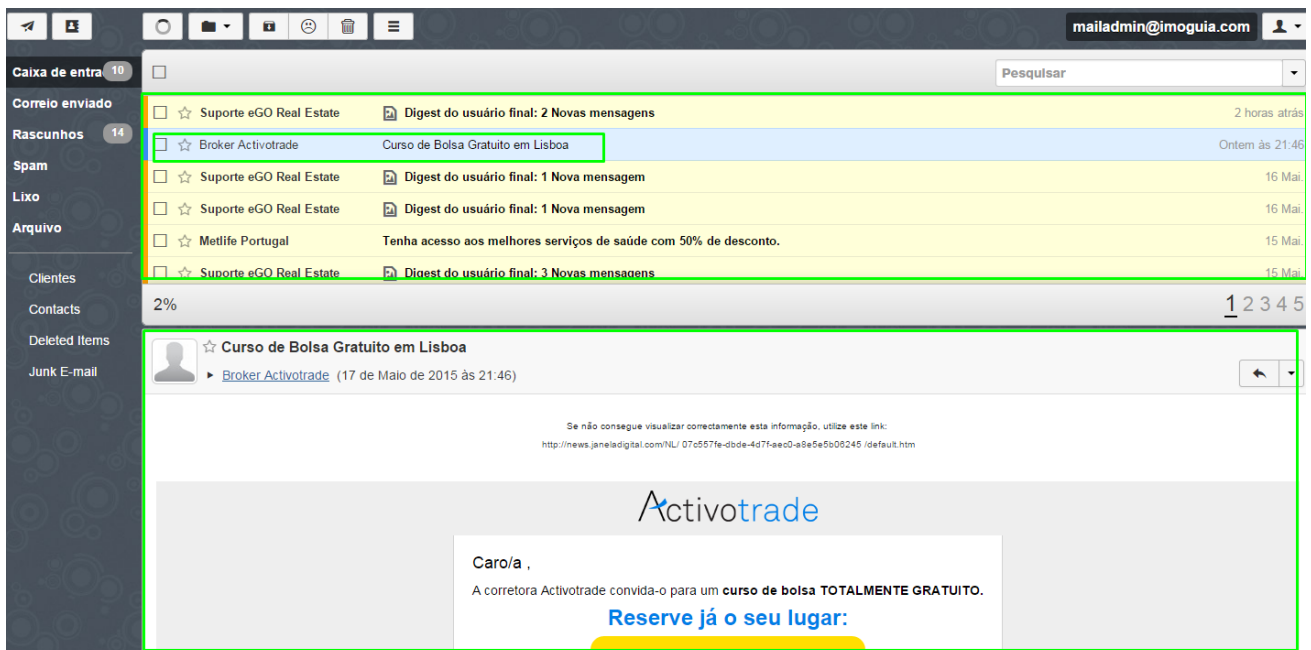 mailadmin@imoguia.com
Caixa de entra 10
Pesquisar
Correio enviado
Rascunhos 14
Spam
Lixo
Arquivo
Clientes
Contacts
Deleted Items
Junk E-mail
Suporte eGO Real Estate Digest do usuário final: 2 Novas mensagens 2 horas atrás
Broker Activotrade Curso de Bolsa Gratuito em Lisboa Ontem às 21:46
Suporte eGO Real Estate Digest do usuário final: 1 Nova mensagem 16 Mai.
Suporte eGO Real Estate Digest do usuário final: 1 Nova mensagem 16 Mai.
Metlife Portugal Tenha acesso aos melhores serviços de saúde com 50% de desconto. 15 Mai.
Suporte eGO Real Estate Digest do usuário final: 3 Novas mensagens 15 Mai.
2% 1 2 3 4 5
Curso de Bolsa Gratuito em Lisboa
Broker Activotrade (17 de Maio de 2015 às 21:46)
Se não consegue visualizar correctamente esta informação, utilize este link:
http://news.janeladigital.com/NL/ 07c557fe-dbde-4d7f-aec0-a8e5e5b06245 /default.htm
Activotrade
Caro/a ,
A corretora Activotrade convida-o para um curso de bolsa TOTALMENTE GRATUITO.
Reserve já o seu lugar: